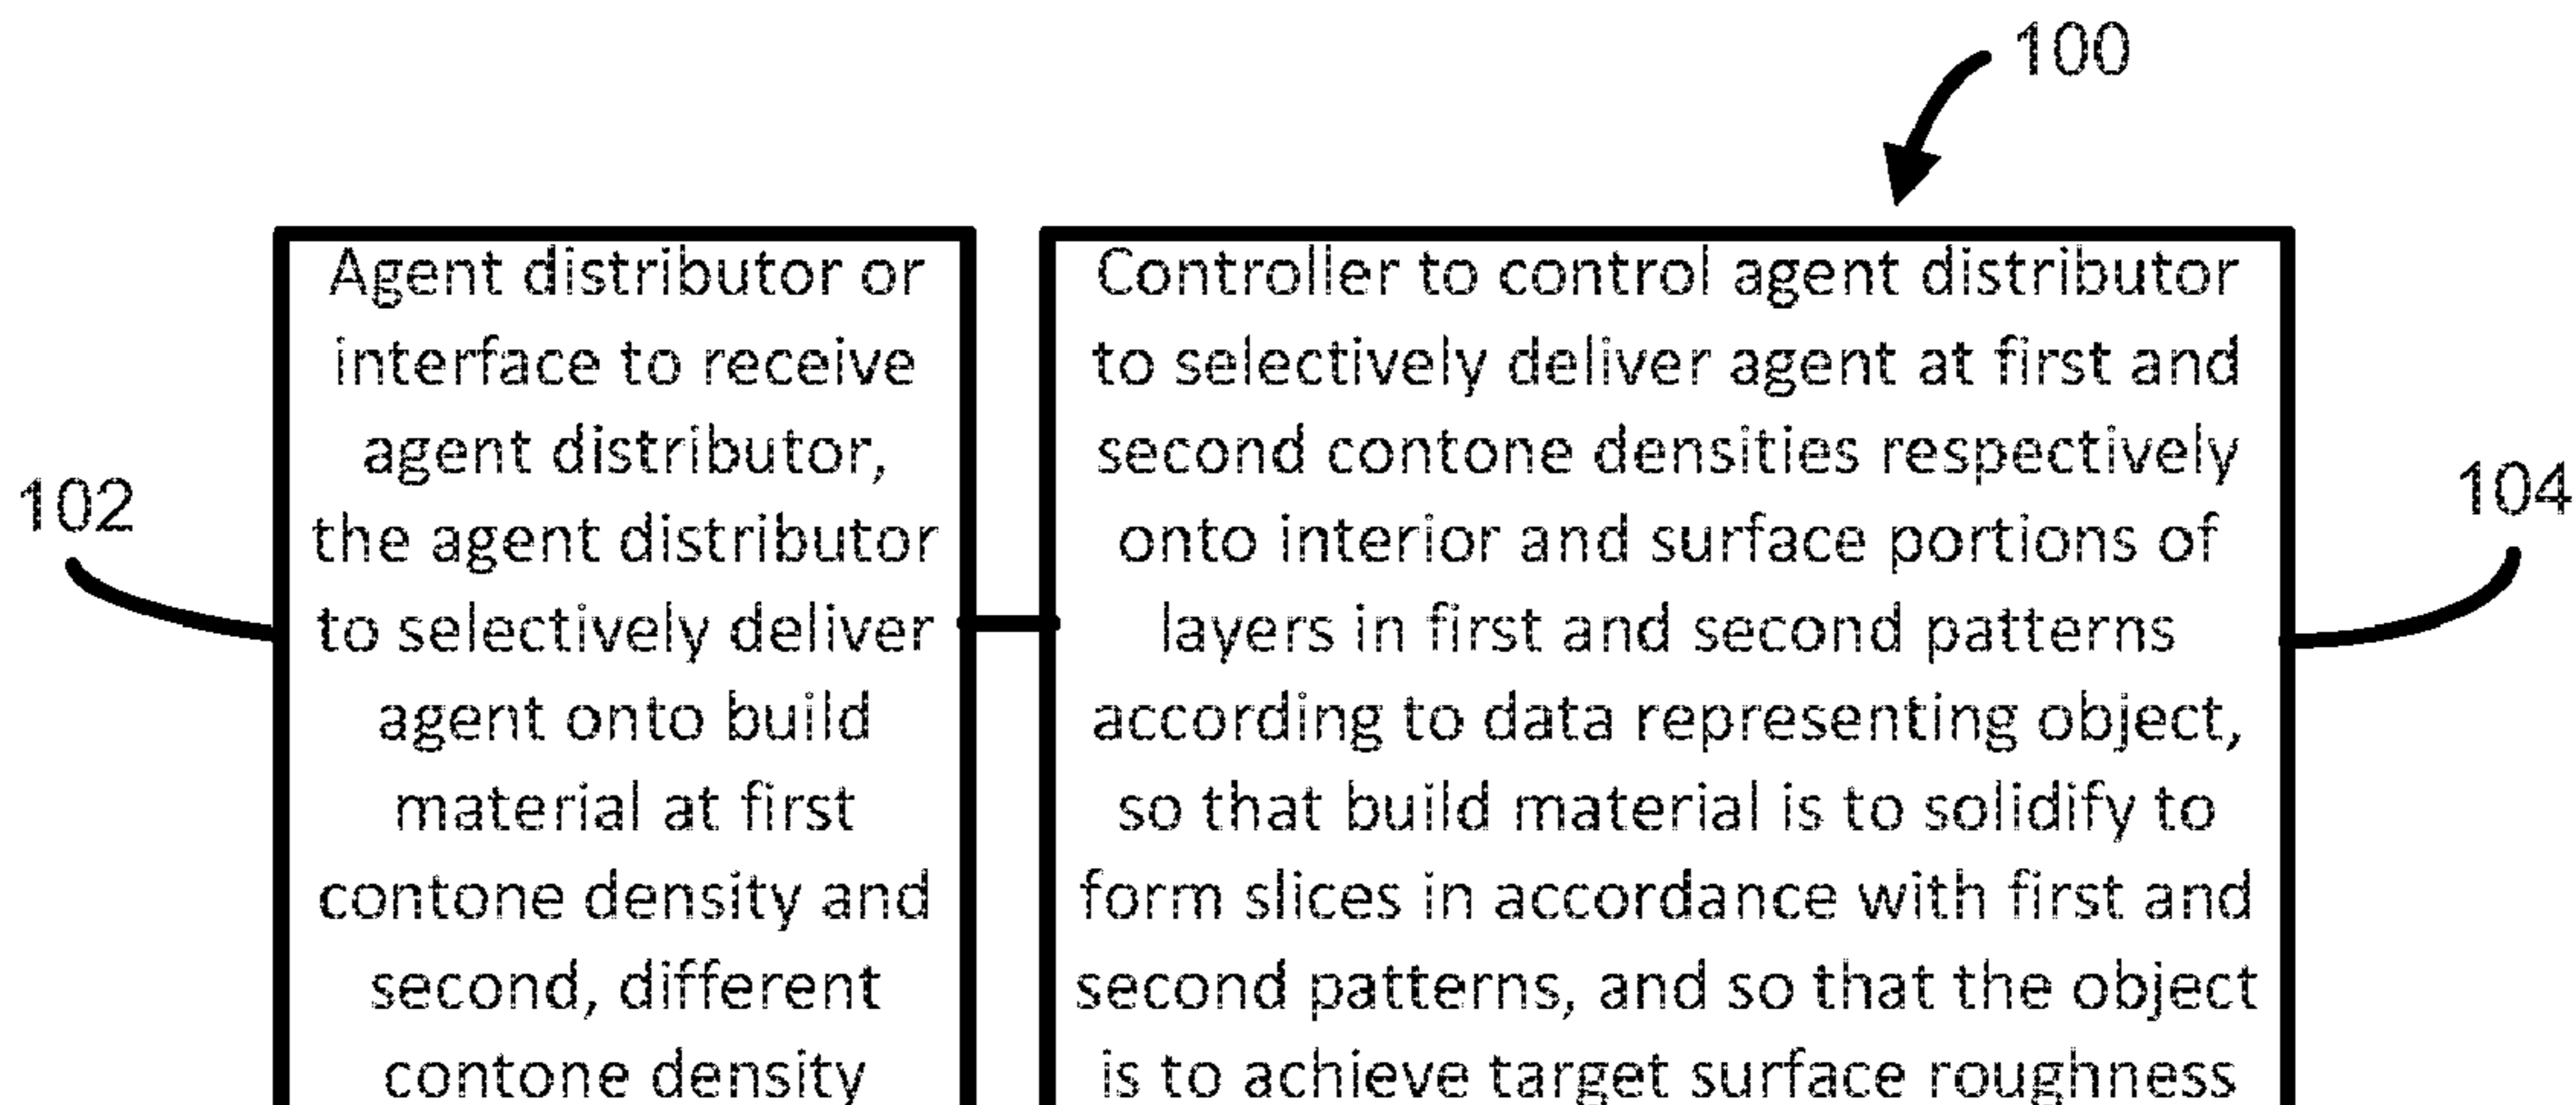 100
102
Agent distributor or
interface to receive
agent distributor,
the agent distributor
to selectively deliver
agent onto build
material at first
contone density and
second, different
contone density
Controller to control agent distributor
to selectively deliver agent at first and
second contone densities respectively
onto interior and surface portions of
layers in first and second patterns
according to data representing object,
so that build material is to solidify to
form slices in accordance with first and
second patterns, and so that the object
is to achieve target surface roughness
104